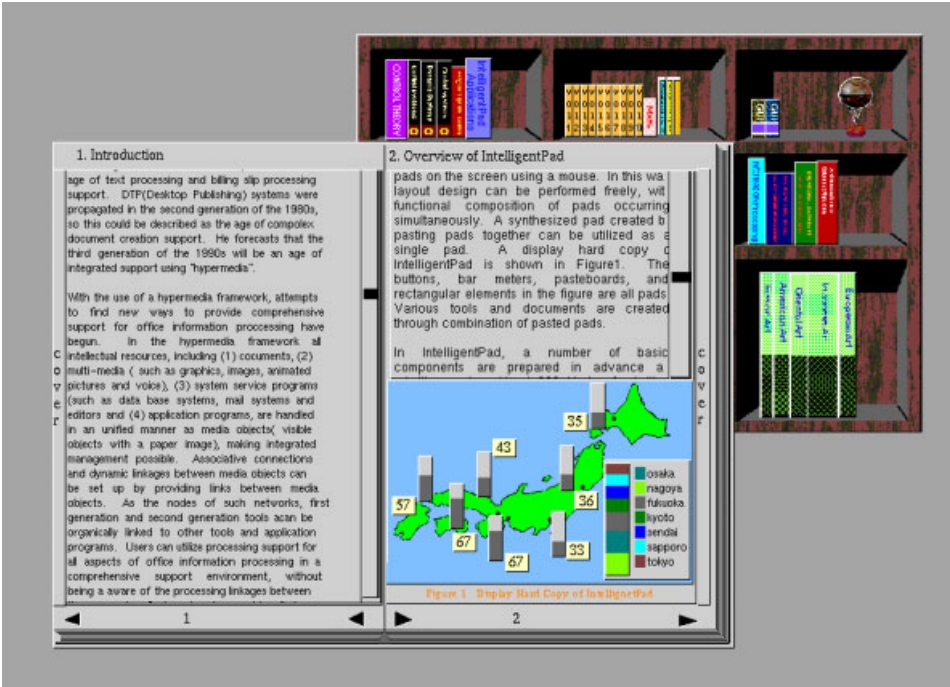 CONTROL THEORY
IntelligentPad
Applications
1. Introduction
age of text processing and billing slip processing
support. DTP(Desktop Publishing) systems were
propagated in the second generation of the 1980s,
so this could be described as the age of compolex
document creation support. He forecasts that the
third generation of the 1990s will be an age of
integrated support using "hypermedia".
With the use of a hypermedia framework, attempts
to find new ways to provide comprehensive
support for office information proccessing have
begun. In the hypermedia framework all
intellectual resources, including (1) cocuments, (2)
multi-media ( such as graphics, images, animated
pictures and voice), (3) system service programs
(such as data base systems, mail systems and
editors and (4) application programs, are handled
in an unified manner as media objects( visible
objects with a paper image), making integrated
management possible. Associative connections
and dynamic linkages between media objects can
be set up by providing links between media
objects. As the nodes of such networks, first
generation and second generation tools acan be
organically linked to other tools and application
programs. Users can utilize processing support for
all aspects of office information processing in a
comprehensive support environment, without
being a aware of the processing linkages between
cover
1
2. Overview of IntelligentPad
pads on the screen using a mouse. In this wa
layout design can be performed freely, wit
functional composition of pads occurring
simultaneously. A synthesized pad created b
pasting pads together can be utilized as a
single pad. A display hard copy o
IntelligentPad is shown in Figure1. The
buttons, bar meters, pasteboards, and
rectangular elements in the figure are all pads
Various tools and documents are created
through combination of pasted pads.
In IntelligentPad, a number of basic
components are prepared in advance a
cover
35
43
57
36
67
67
33
osaka
nagoya
fukuoka
kyoto
sendai
sapporo
tokyo
Figure 1 Display Hard Copy of IntellignetPad
2
European Art
Oriental Art
American Art